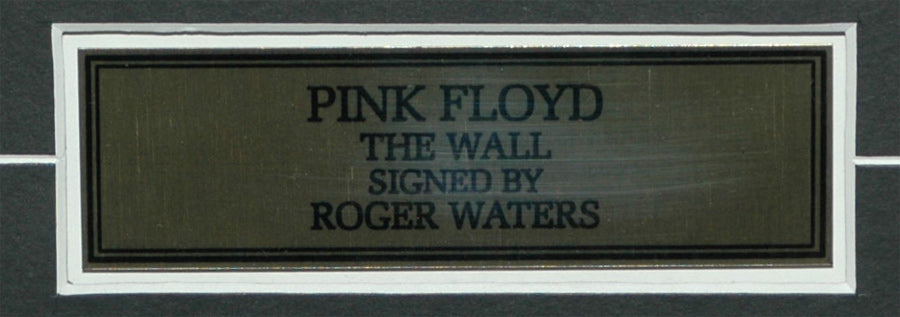 PINK FLOYD
THE WALL
SIGNED BY
ROGER WATERS